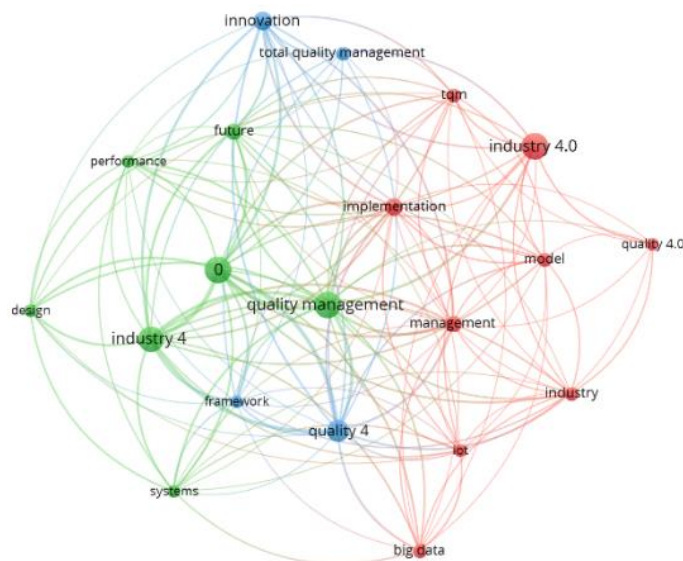 innovation
total quality management
tqm
future
industry 4.0
performance
implementation
quality 4.0
model
0
quality management
design
management
industry 4
industry
framework
quality 4
iot
systems
big data